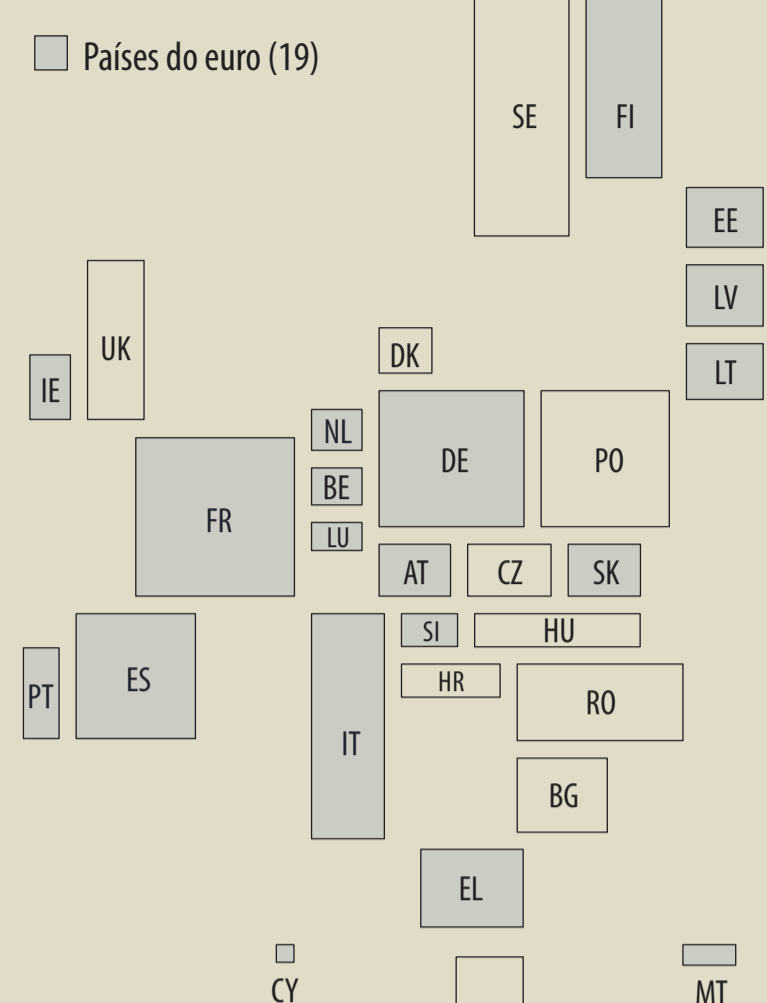 Países do euro (19)
SE
FI
EE
LV
LT
UK
IE
DK
NL
BE
LU
DE
PO
FR
AT
CZ
SK
SI
HU
HR
RO
PT
ES
IT
BG
EL
CY
MT